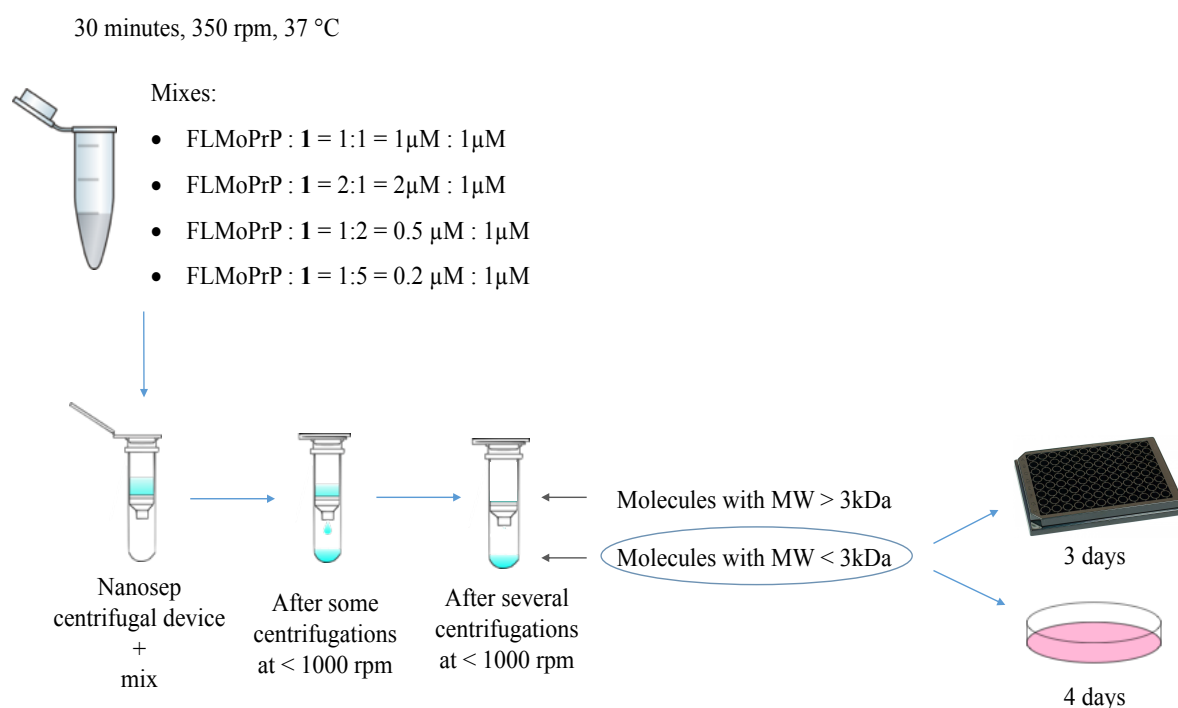 30 minutes, 350 rpm, 37 °C
Mixes:
• FLMoPrP : 1 = 1:1 = 1µM : 1µM
• FLMoPrP : 1 = 2:1 = 2µM : 1µM
• FLMoPrP : 1 = 1:2 = 0.5 µM : 1µM
• FLMoPrP : 1 = 1:5 = 0.2 µM : 1µM
Nanosep
centrifugal device
+
mix
After some
centrifugations
at < 1000 rpm
After several
centrifugations
at < 1000 rpm
Molecules with MW > 3kDa
Molecules with MW < 3kDa
3 days
4 days